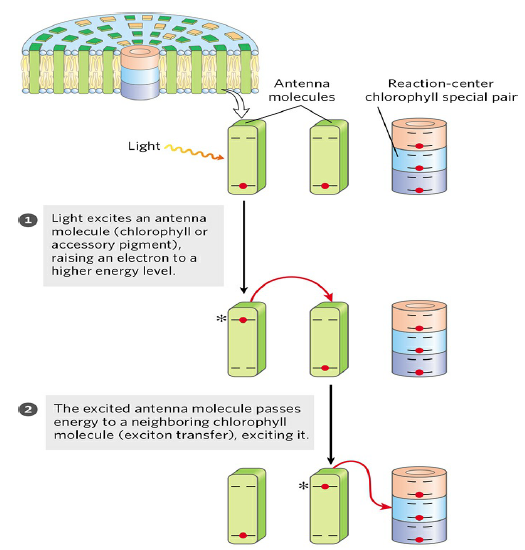 Antenna
molecules
Reaction-center
chlorophyll special pair
Light
1
Light excites an antenna
molecule (chlorophyll or
accessory pigment),
raising an electron to a
higher energy level.
*
2
The excited antenna molecule passes
energy to a neighboring chlorophyll
molecule (exciton transfer), exciting it.
*